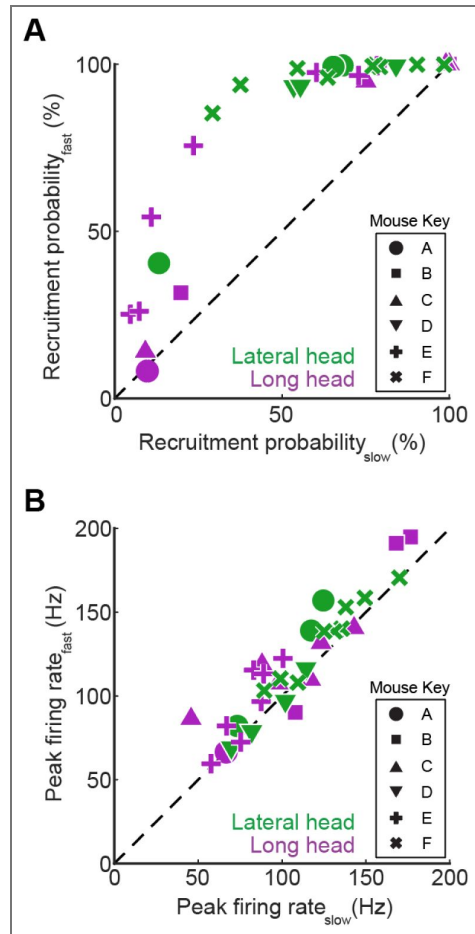 A
Recruitment probability_fast (%)
100
50
0
Mouse Key
A
B
C
D
E
F
Lateral head
Long head
0
50
100
Recruitment probability_slow (%)
B
Peak firing rate_fast (Hz)
200
150
100
50
0
Mouse Key
A
B
C
D
E
F
Lateral head
Long head
0
50
100
150
200
Peak firing rate_slow (Hz)